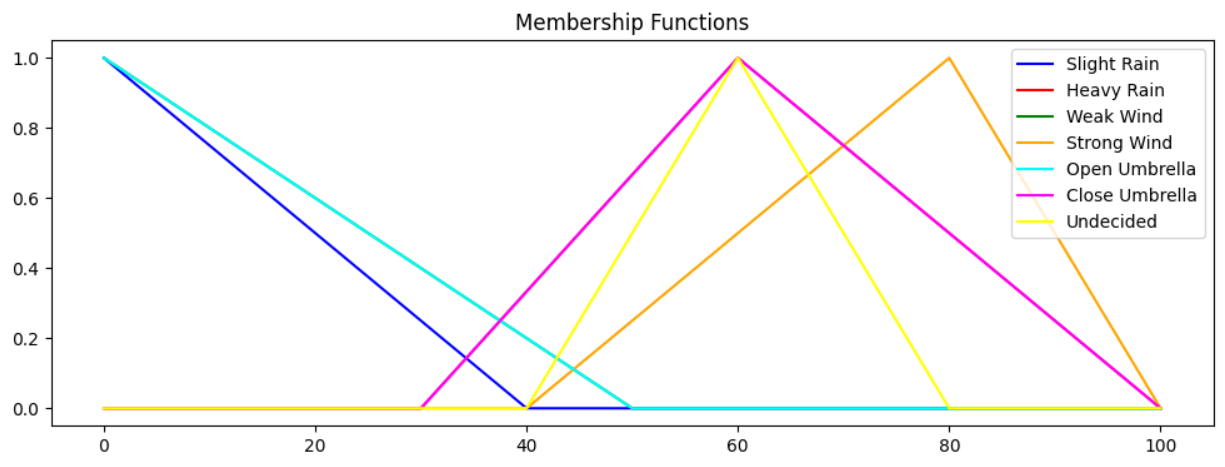 Membership Functions
1.0
0.8
0.6
0.4
0.2
0.0
0
20
40
60
80
100
Slight Rain
Heavy Rain
Weak Wind
Strong Wind
Open Umbrella
Close Umbrella
Undecided